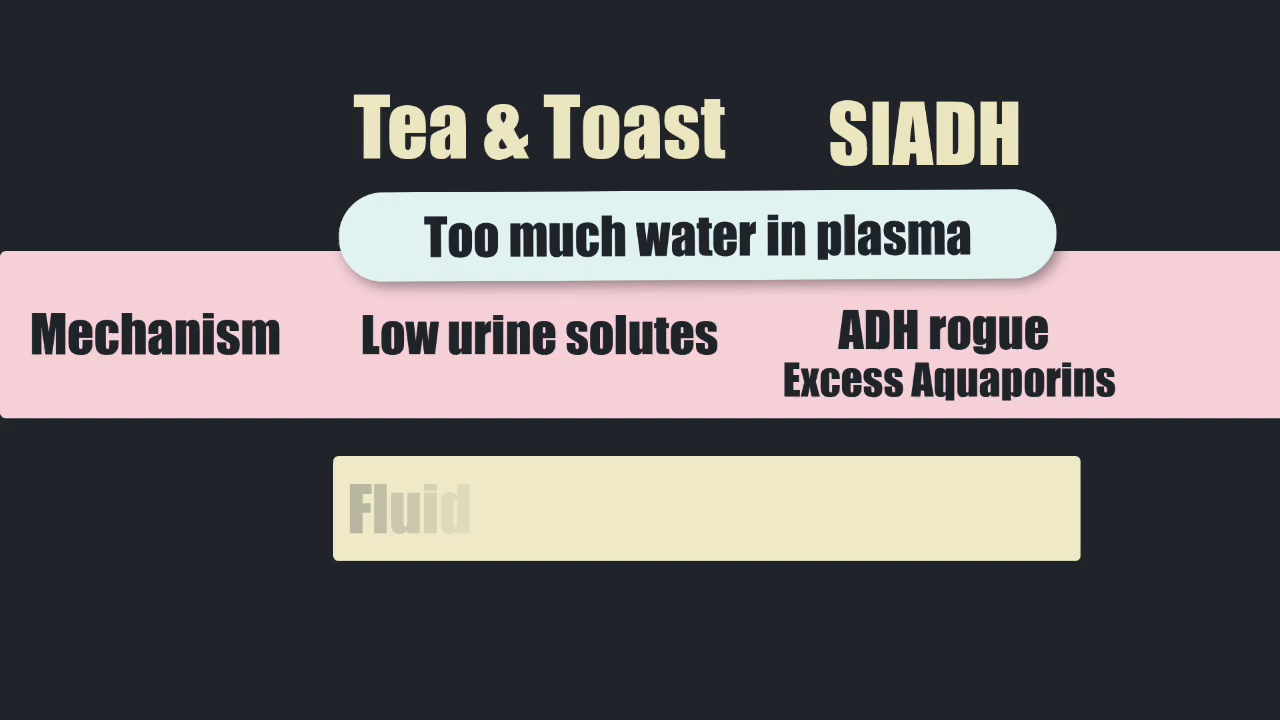 Tea & Toast SIADH
Too much water in plasma
Mechanism Low urine solutes ADH rogue
Excess Aquaporins
Fluid